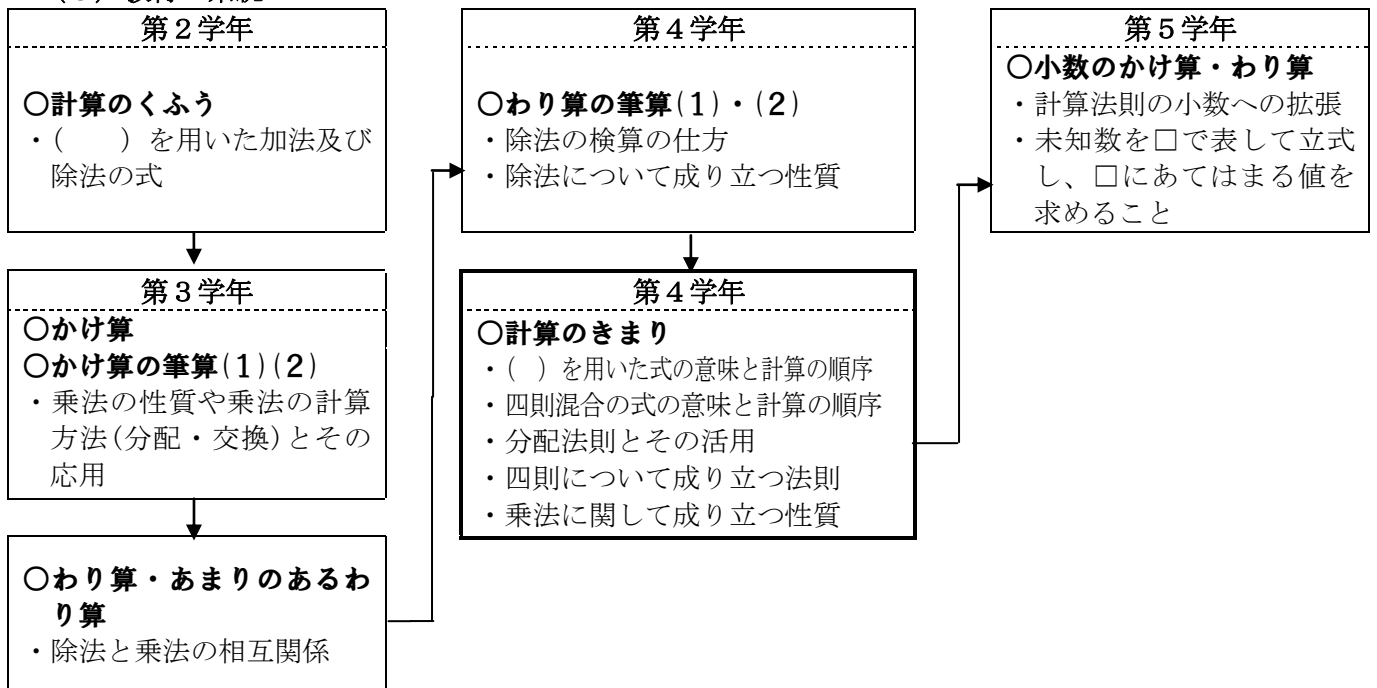 第２学年
○計算のくふう
・(　　) を用いた加法及び
除法の式
第３学年
○かけ算
○かけ算の筆算(1)(2)
・乗法の性質や乗法の計算
方法(分配・交換)とその
応用
○わり算・あまりのあるわ
り算
・除法と乗法の相互関係
第４学年
○わり算の筆算(1)・(2)
・除法の検算の仕方
・除法について成り立つ性質
第４学年
○計算のきまり
・(　) を用いた式の意味と計算の順序
・四則混合の式の意味と計算の順序
・分配法則とその活用
・四則について成り立つ法則
・乗法に関して成り立つ性質
第５学年
○小数のかけ算・わり算
・計算法則の小数への拡張
・未知数を□で表して立式
し、□にあてはまる値を
求めること